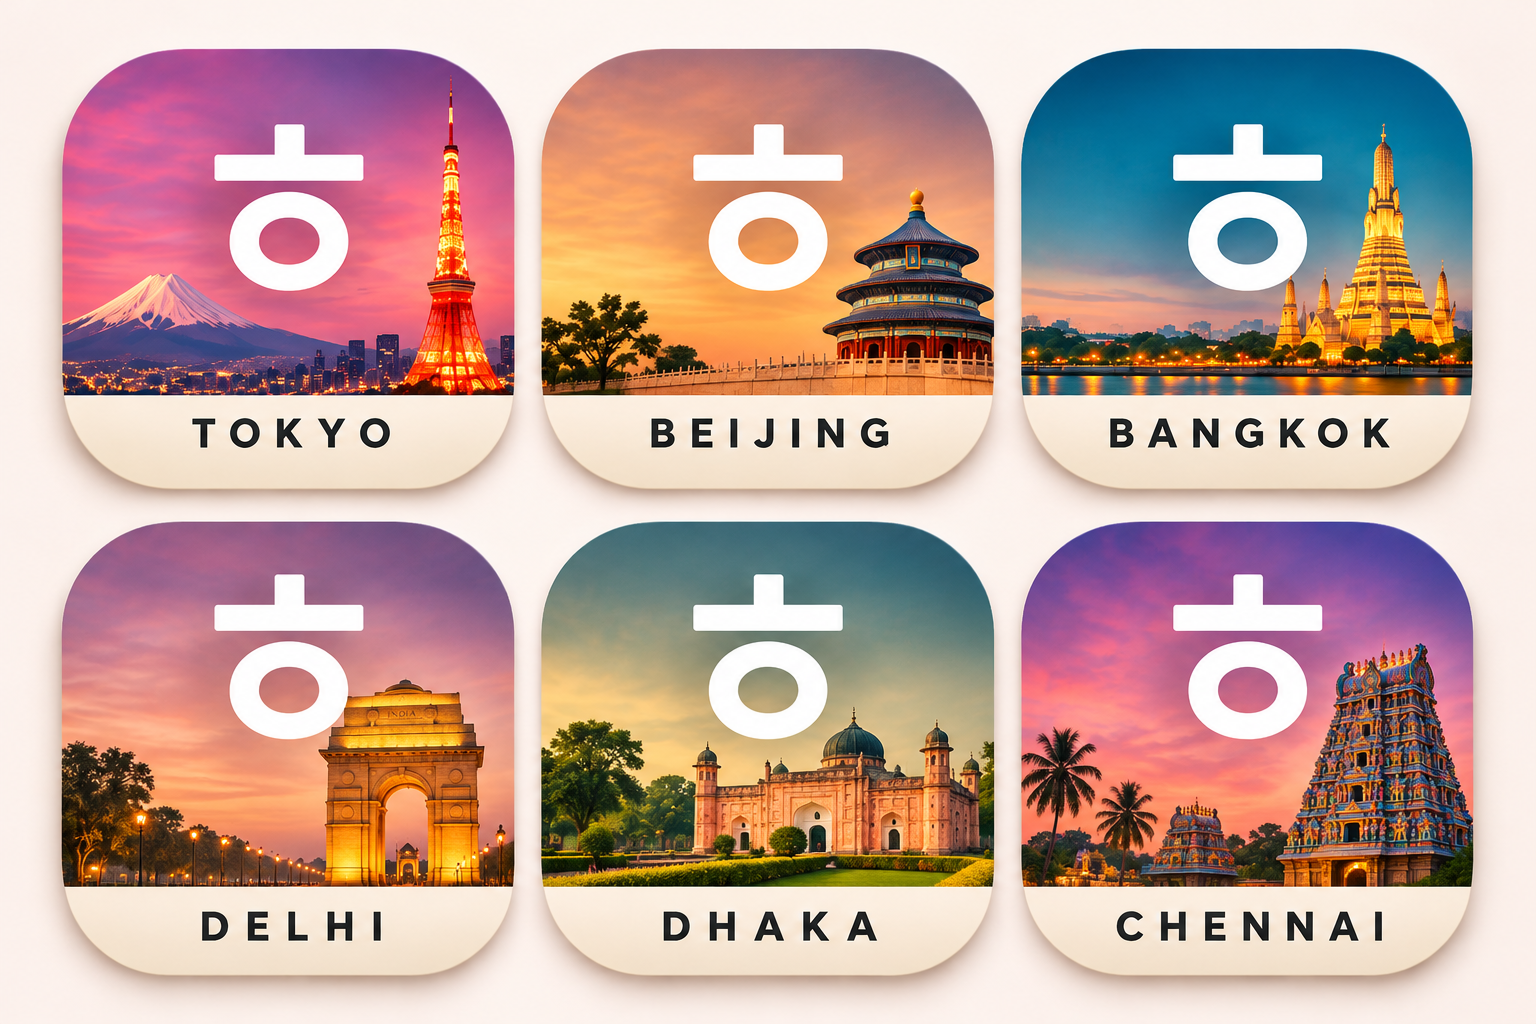 ㅎ ㅎ ㅎ
TOKYO BEIJING BANGKOK
ㅎ ㅎ ㅎ
INDIA
DELHI DHAKA CHENNAI